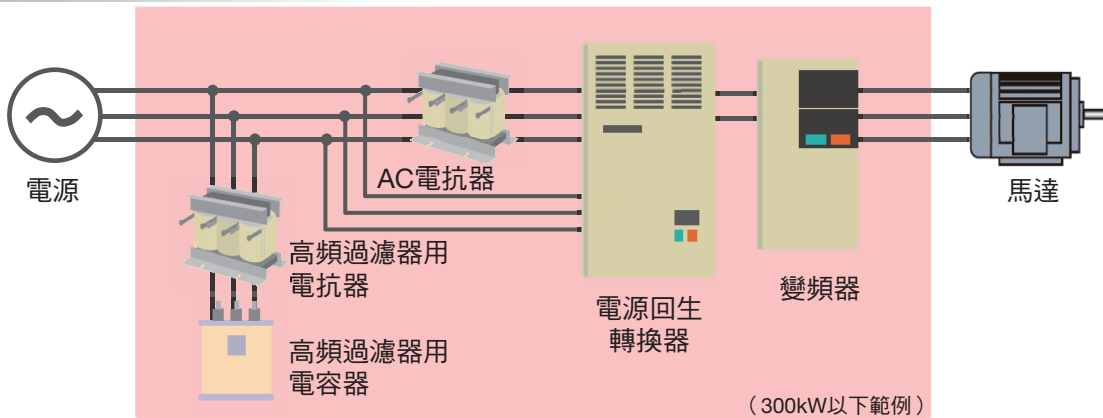 電源
AC電抗器
高頻過濾器用
電抗器
高頻過濾器用
電容器
電源回生
轉換器
變頻器
馬達
（300kW以下範例）